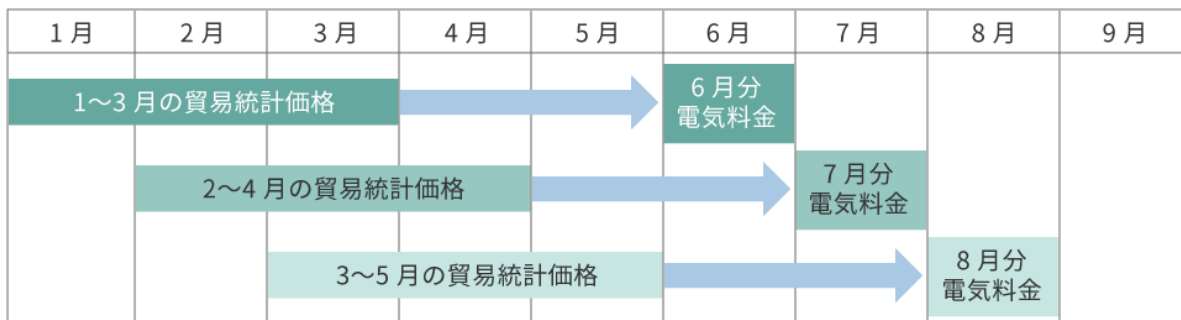 1月 2月 3月 4月 5月 6月 7月 8月 9月
1〜3月の貿易統計価格
6月分
電気料金
2〜4月の貿易統計価格
7月分
電気料金
3〜5月の貿易統計価格
8月分
電気料金